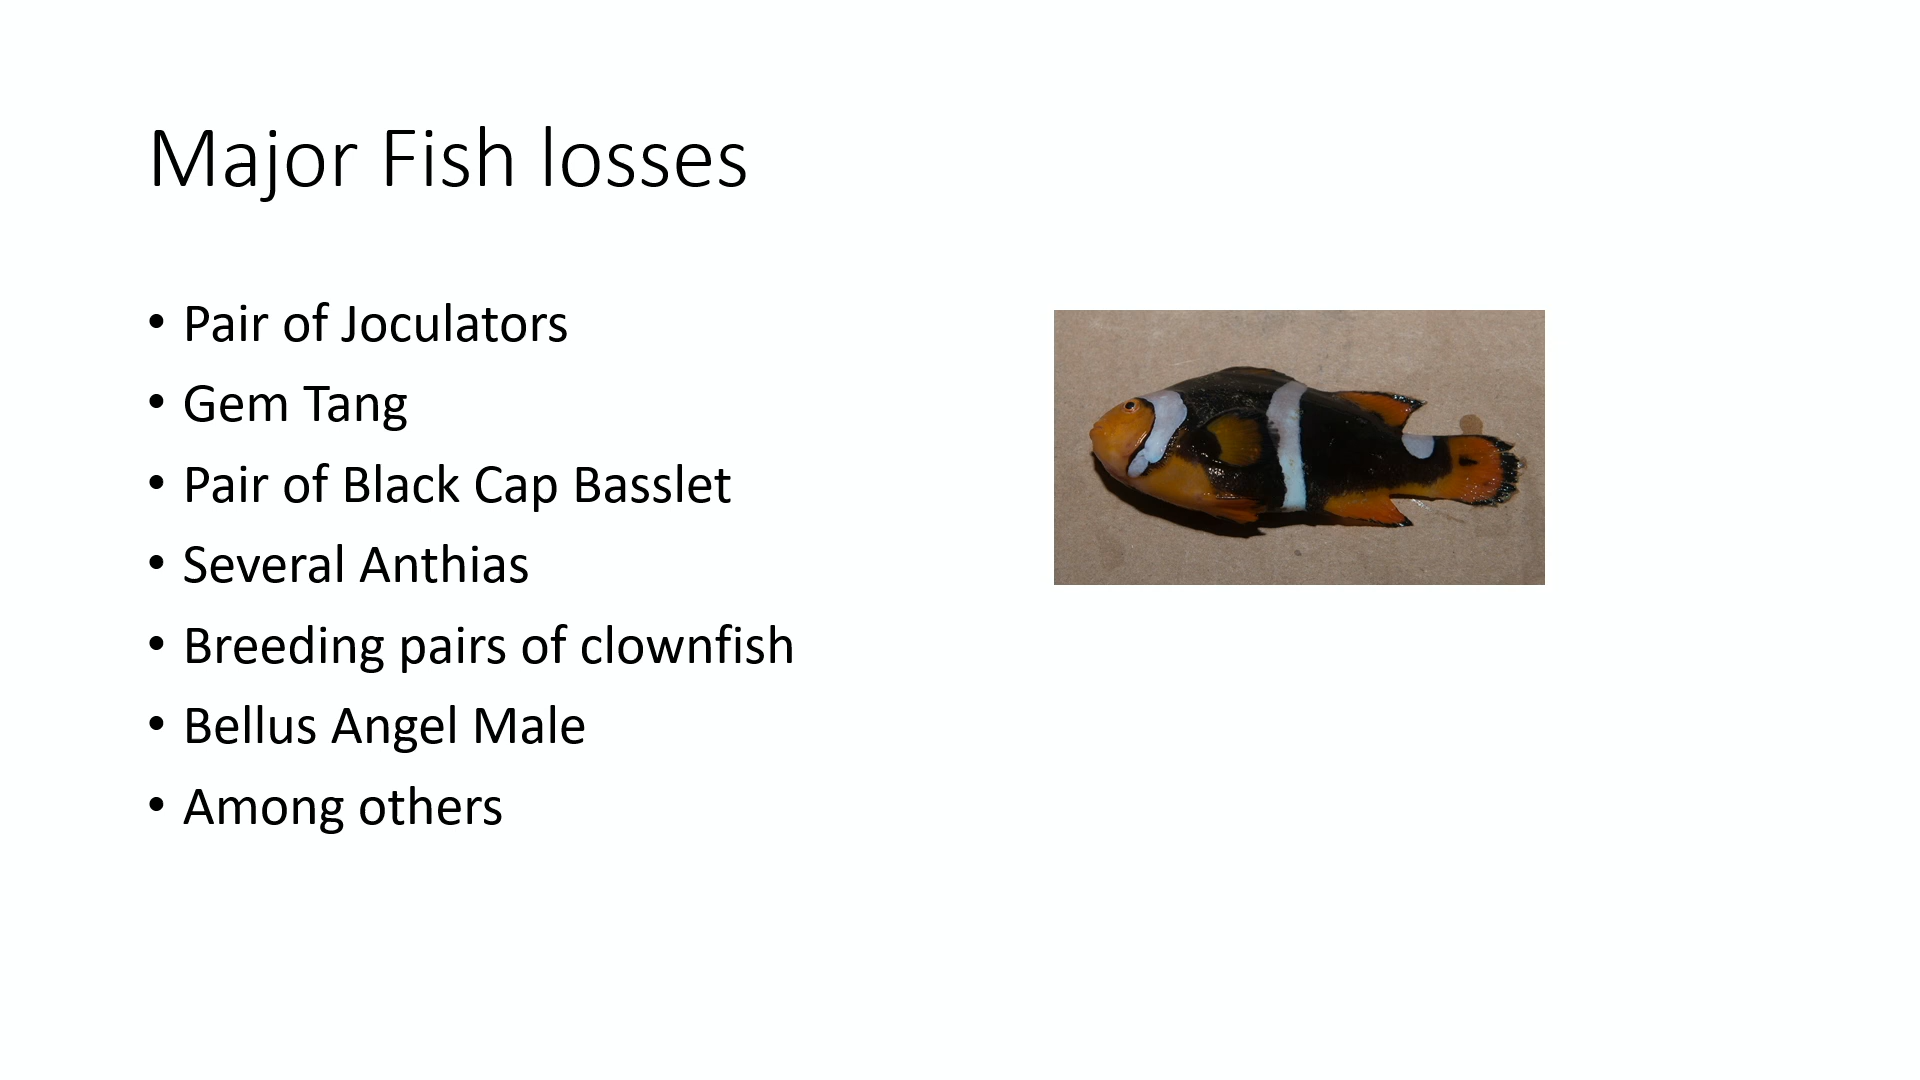 Major Fish losses
• Pair of Joculators
• Gem Tang
• Pair of Black Cap Basslet
• Several Anthias
• Breeding pairs of clownfish
• Bellus Angel Male
• Among others